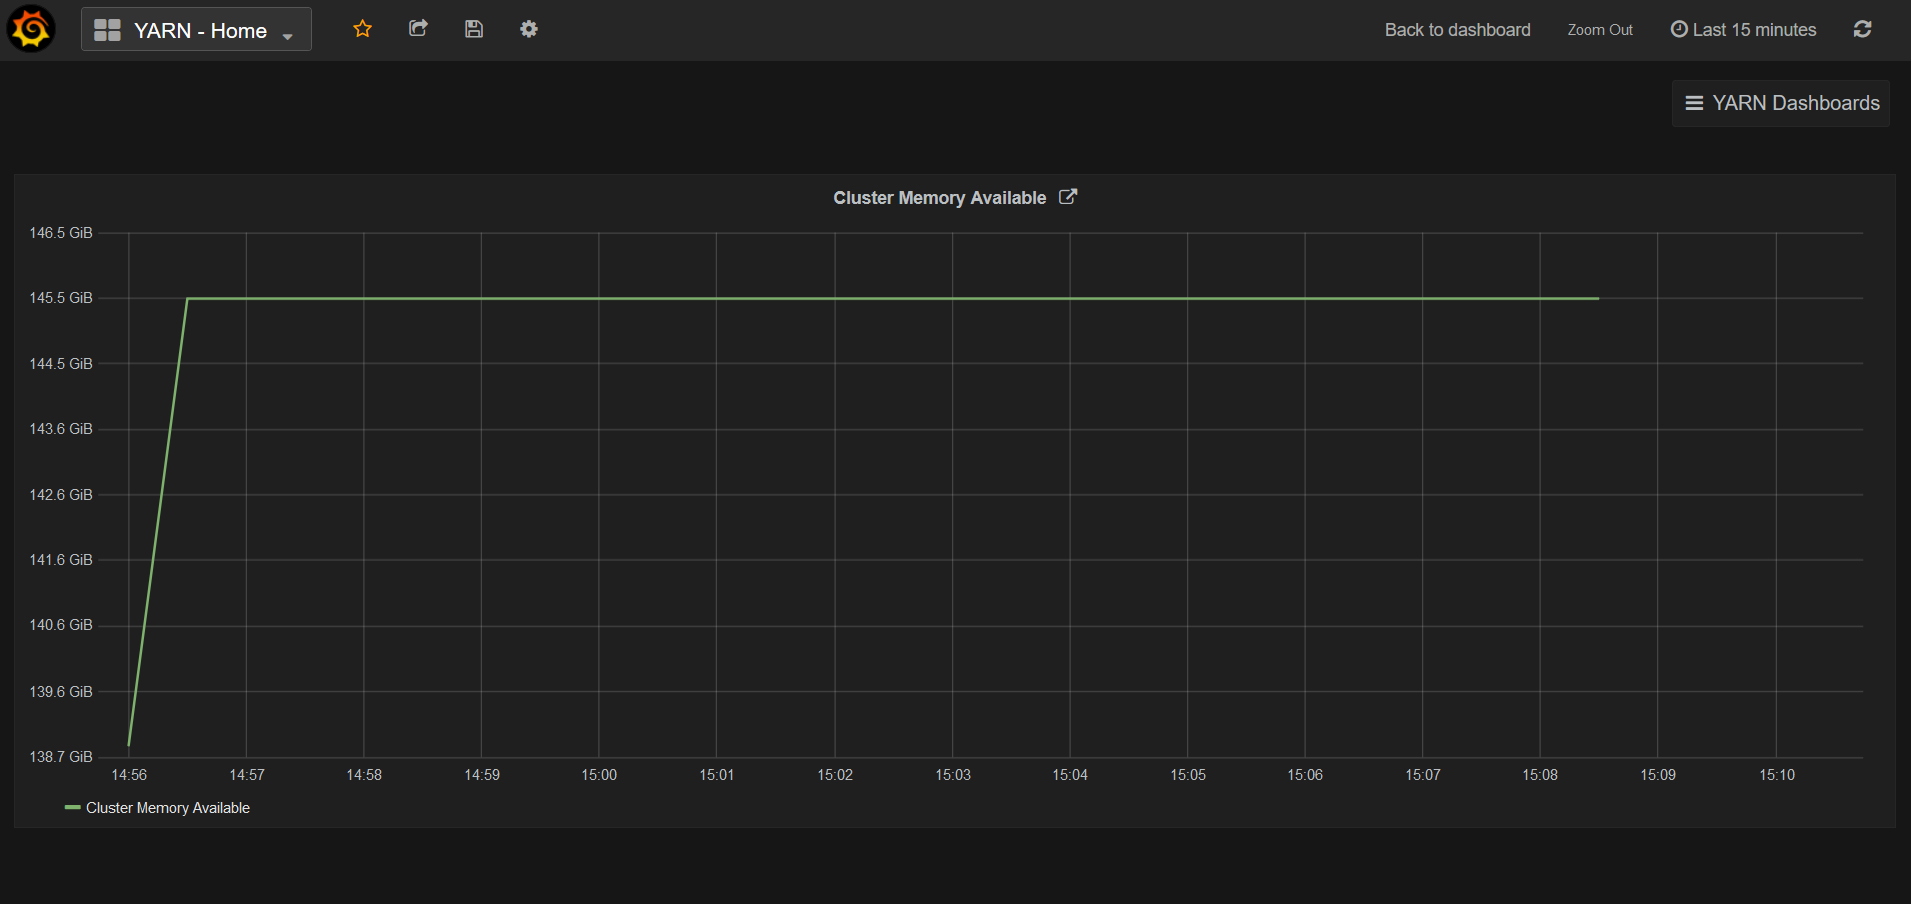 YARN - Home
Back to dashboard
Zoom Out
Last 15 minutes
YARN Dashboards
Cluster Memory Available
146.5 GiB
145.5 GiB
144.5 GiB
143.6 GiB
142.6 GiB
141.6 GiB
140.6 GiB
139.6 GiB
138.7 GiB
14:56 14:57 14:58 14:59 15:00 15:01 15:02 15:03 15:04 15:05 15:06 15:07 15:08 15:09 15:10
Cluster Memory Available